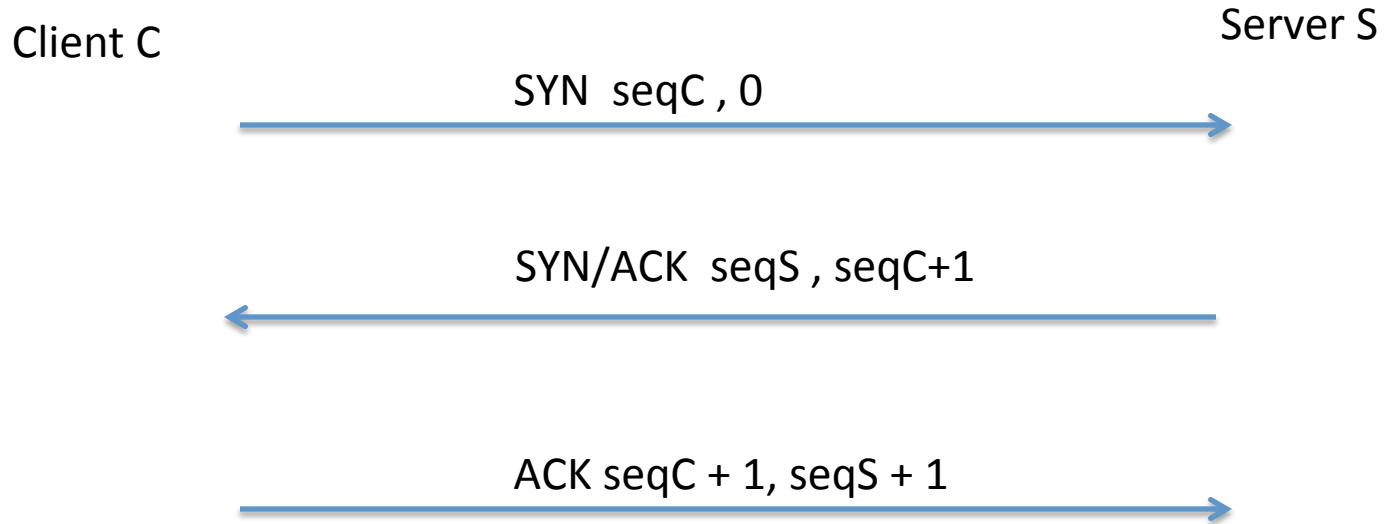 Client C
Server S
SYN seqC , 0
SYN/ACK seqS , seqC+1
ACK seqC + 1, seqS + 1